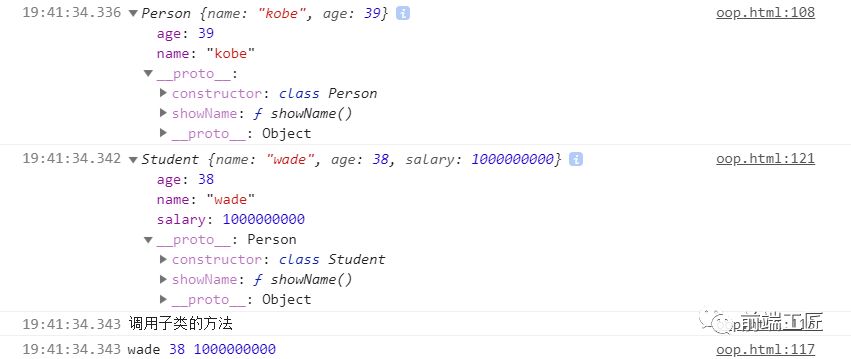 19:41:34.336 ▼Person {name: "kobe", age: 39} i oop.html:108
age: 39
name: "kobe"
▼__proto__:
▶constructor: class Person
▶showName: ƒ showName()
▶__proto__: Object
19:41:34.342 ▼Student {name: "wade", age: 38, salary: 1000000000} i oop.html:121
age: 38
name: "wade"
salary: 1000000000
▼__proto__: Person
▶constructor: class Student
▶showName: ƒ showName()
▶__proto__: Object
19:41:34.343 调用子类的方法
前端工匠
19:41:34.343 wade 38 1000000000 oop.html:117